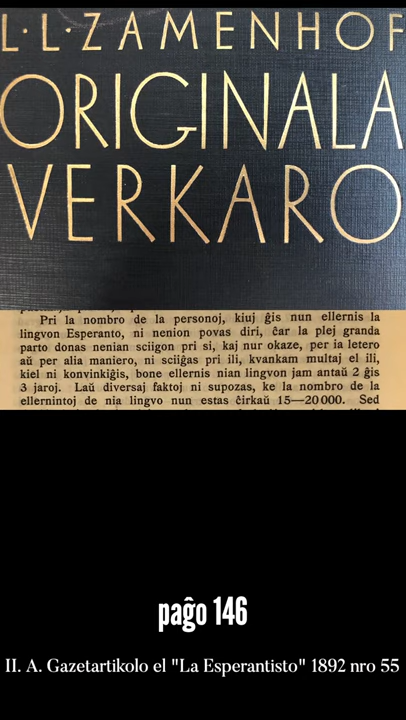 L·L·ZAMENHOF
ORIGINALA
VERKARO
Pri la nombro de la personoj, kiuj ĝis nun ellernis la
lingvon Esperanto, ni nenion povas diri, ĉar la plej granda
parto donas nenian sciigon pri si, kaj nur okaze, per ia letero
aŭ per alia maniero, ni sciiĝas pri ili, kvankam multaj el ili,
kiel ni konvinkiĝis, bone ellernis nian lingvon jam antaŭ 2 ĝis
3 jaroj. Laŭ diversaj faktoj ni supozas, ke la nombro de la
ellernintoj de nia lingvo nun estas ĉirkaŭ 15—20000. Sed
paĝo 146
II. A. Gazetartikolo el "La Esperantisto" 1892 nro 55